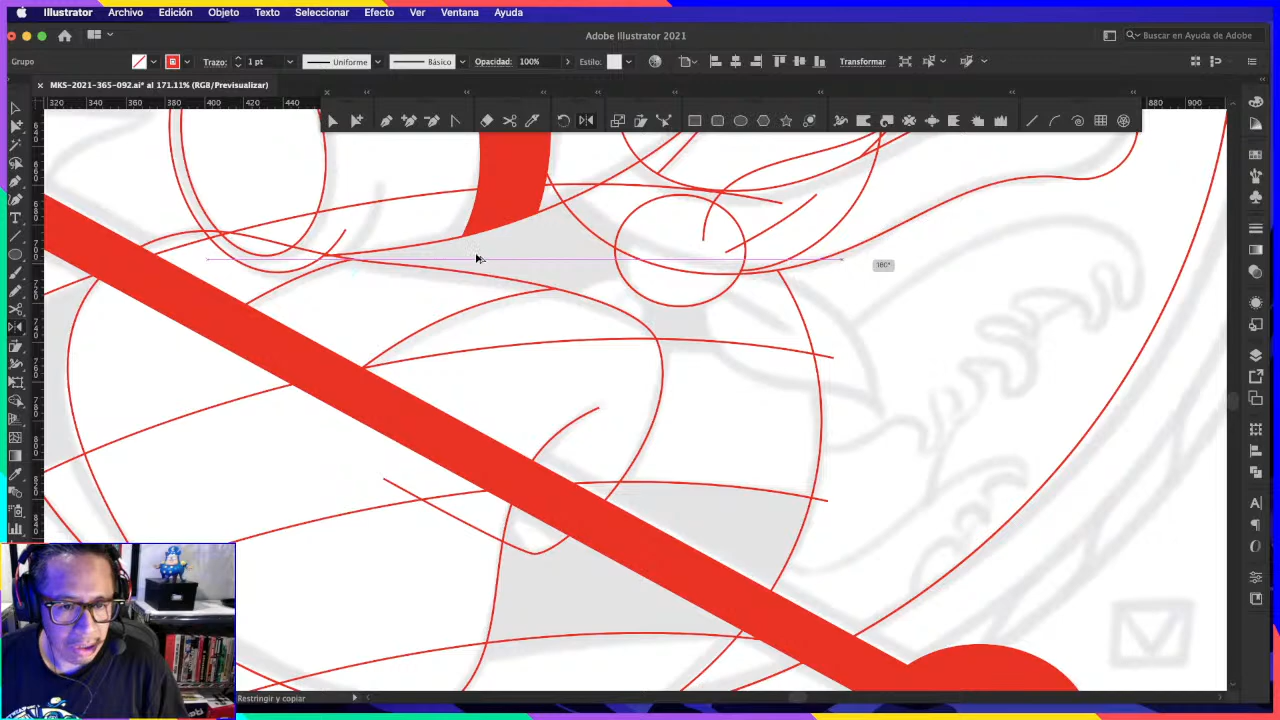 Illustrator Archivo Edición Objeto Texto Seleccionar Efecto Ver Ventana Ayuda
Adobe Illustrator 2021
Buscar en Ayuda de Adobe
Grupo Trazo: 1 pt Uniforme Básico Opacidad: 100% Estilo: Transformar
× MKS-2021-365-092.ai* al 171.11% (RGB/Previsualizar)
320 340 360 380 400 420 440 880 900
160°
Restringir y copiar